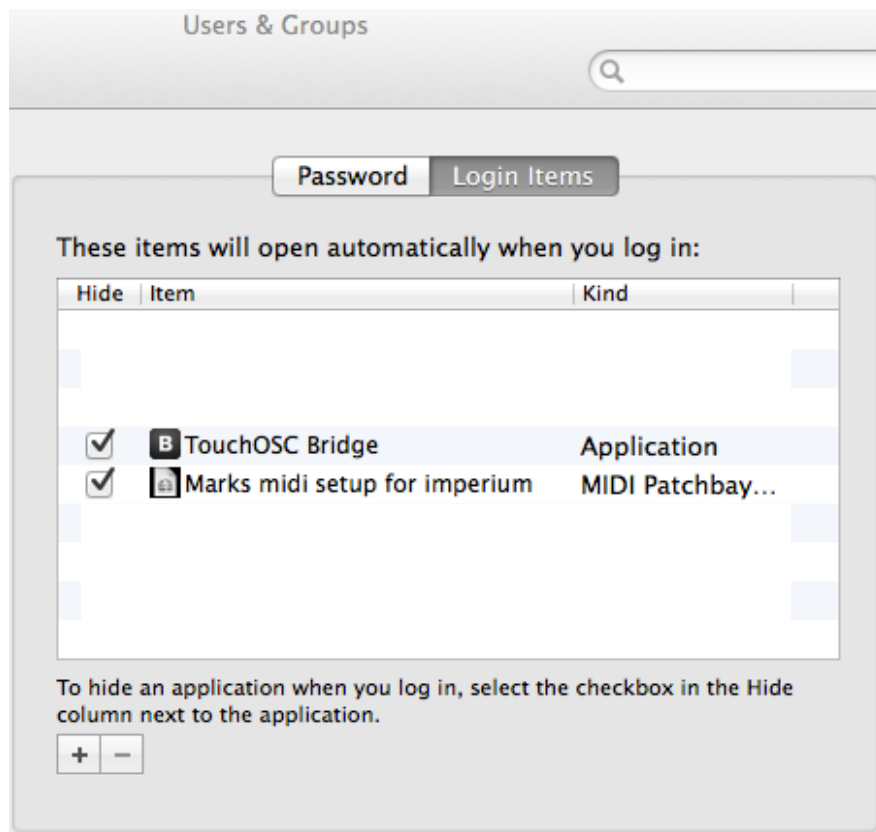 Users & Groups
Password Login Items
These items will open automatically when you log in:
Hide Item Kind
B TouchOSC Bridge Application
Marks midi setup for imperium MIDI Patchbay...
To hide an application when you log in, select the checkbox in the Hide
column next to the application.
+ −